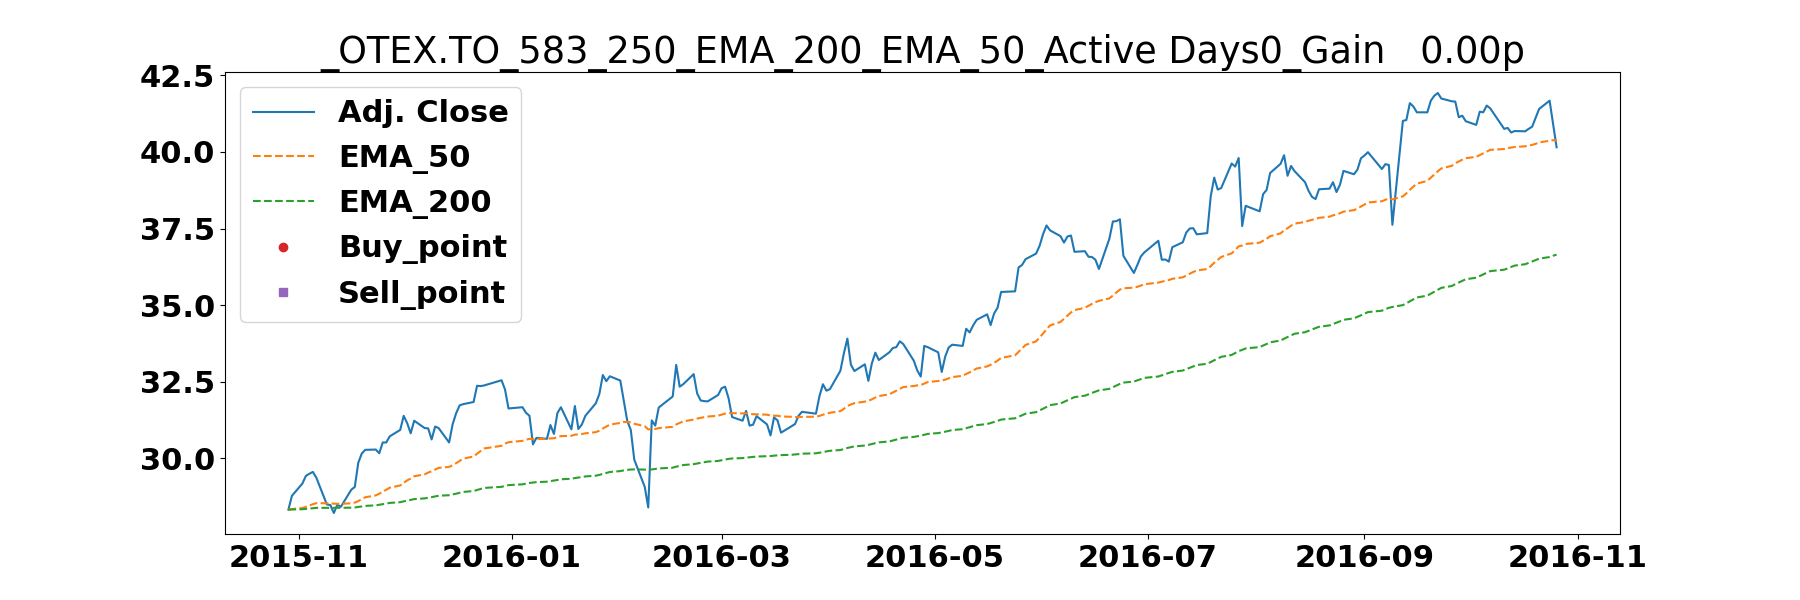 _OTEX.TO_583_250_EMA_200_EMA_50_Active Days0_Gain   0.00p
42.5
40.0
37.5
35.0
32.5
30.0
Adj. Close
EMA_50
EMA_200
Buy_point
Sell_point
2015-11 2016-01 2016-03 2016-05 2016-07 2016-09 2016-11